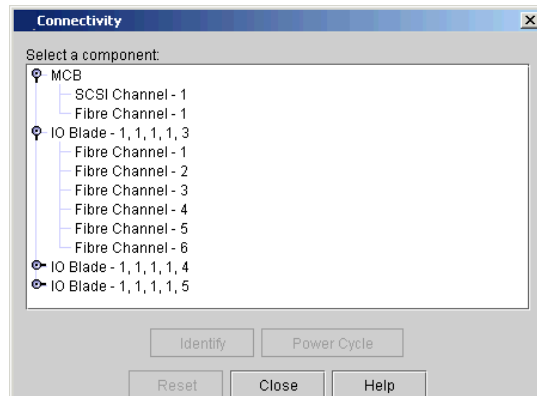 Connectivity
Select a component:
MCB
SCSI Channel - 1
Fibre Channel - 1
IO Blade - 1, 1, 1, 1, 3
Fibre Channel - 1
Fibre Channel - 2
Fibre Channel - 3
Fibre Channel - 4
Fibre Channel - 5
Fibre Channel - 6
IO Blade - 1, 1, 1, 1, 4
IO Blade - 1, 1, 1, 1, 5
Identify Power Cycle
Reset Close Help